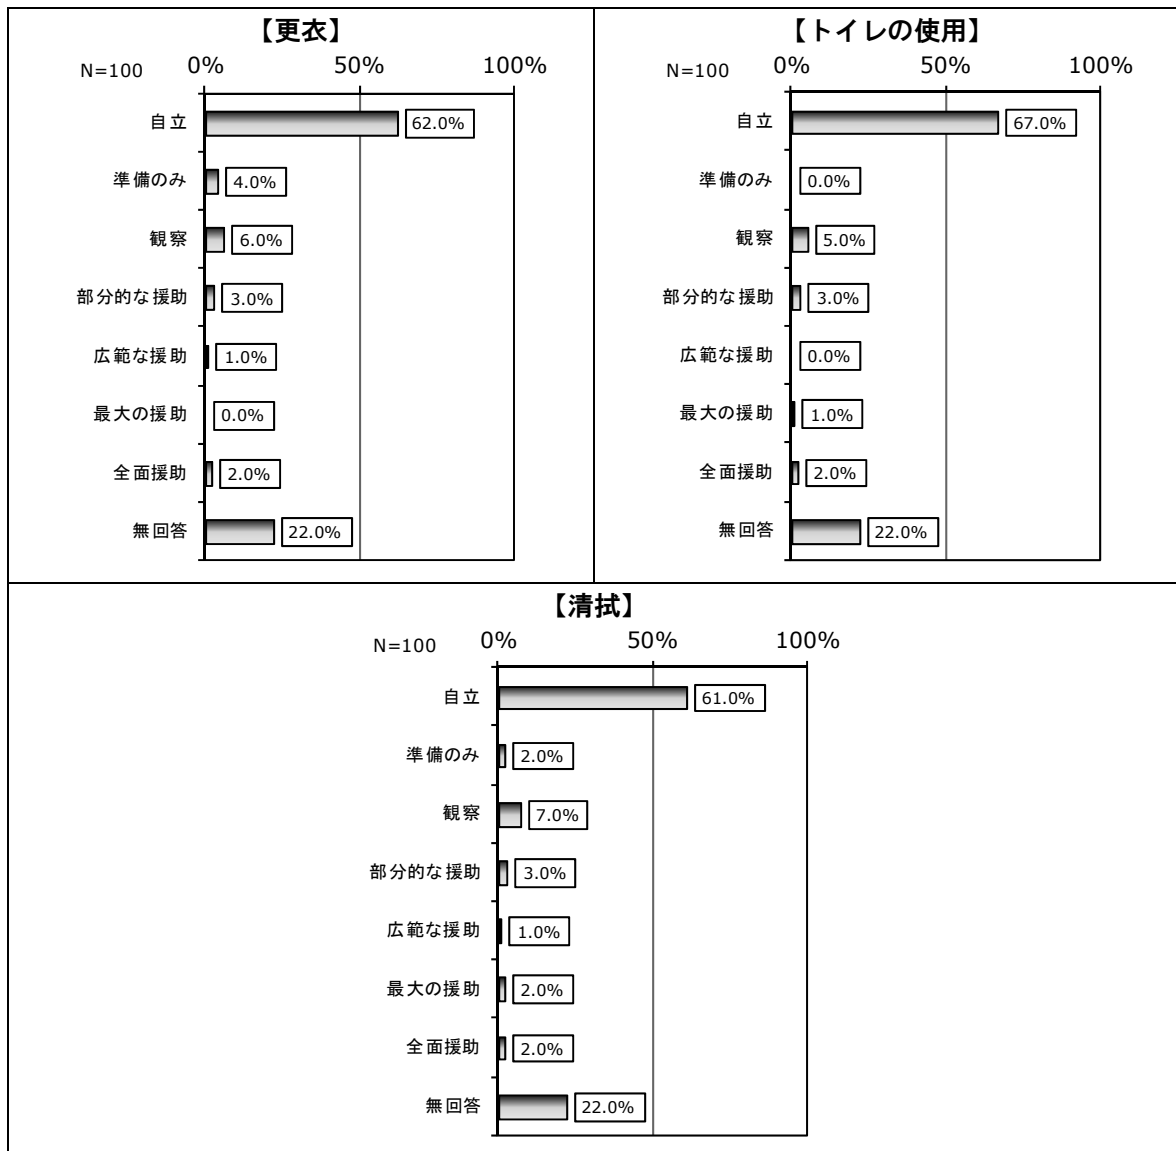 【更衣】
N=100 0% 50% 100%
自立 62.0%
準備のみ 4.0%
観察 6.0%
部分的な援助 3.0%
広範な援助 1.0%
最大の援助 0.0%
全面援助 2.0%
無回答 22.0%
【トイレの使用】
N=100 0% 50% 100%
自立 67.0%
準備のみ 0.0%
観察 5.0%
部分的な援助 3.0%
広範な援助 0.0%
最大の援助 1.0%
全面援助 2.0%
無回答 22.0%
【清拭】
N=100 0% 50% 100%
自立 61.0%
準備のみ 2.0%
観察 7.0%
部分的な援助 3.0%
広範な援助 1.0%
最大の援助 2.0%
全面援助 2.0%
無回答 22.0%